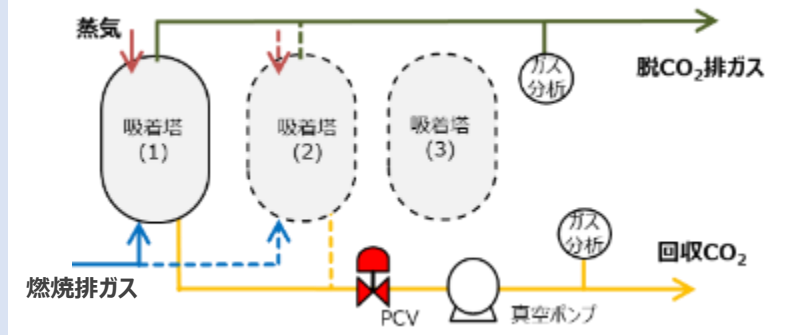 蒸気
ガス
分析
脱CO₂排ガス
吸着塔
(1)
吸着塔
(2)
吸着塔
(3)
ガス
分析
回収CO₂
燃焼排ガス
PCV
真空ポンプ